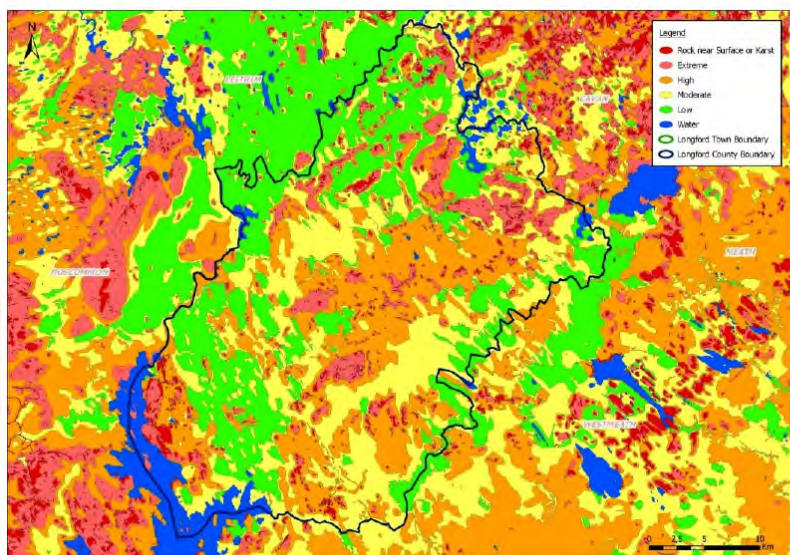 N
LEITRIM
CAVAN
ROSCOMMON
MEATH
WESTMEATH
Legend
Rock near Surface or Karst
Extreme
High
Moderate
Low
Water
Longford Town Boundary
Longford County Boundary
0 2.5 5 10
Km